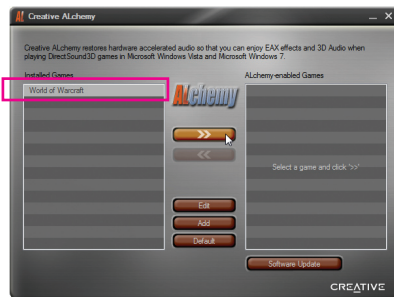 Creative ALchemy
Creative ALchemy restores hardware accelerated audio so that you can enjoy EAX effects and 3D Audio when
playing DirectSound3D games in Microsoft Windows Vista and Microsoft Windows 7.
Installed Games
ALchemy-enabled Games
World of Warcraft
ALchemy
>>
<<
Select a game and click '>>'
Edit
Add
Default
Software Update
CREATIVE